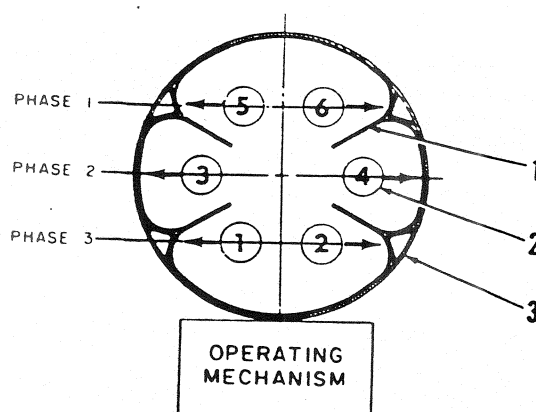 PHASE 1
5 6
1
PHASE 2
3 4
2
PHASE 3
1 2
3
OPERATING
MECHANISM